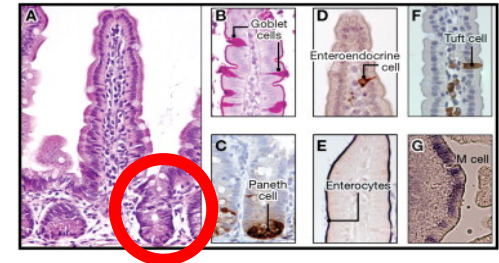 A
B
Goblet
cells
C
Paneth
cell
D
Enteroendocrine
cell
E
Enterocytes
F
Tuft cell
G
M cell